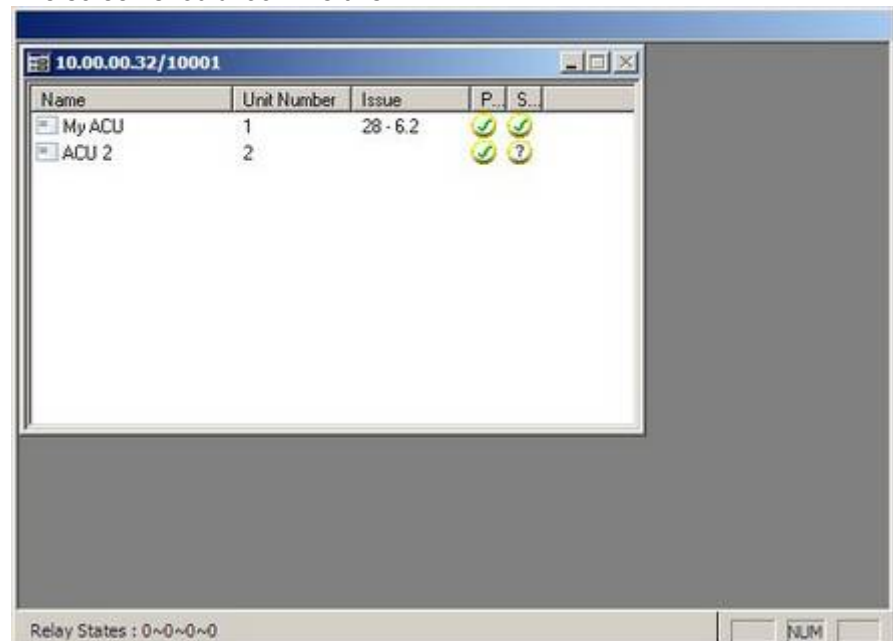 10.00.00.32/10001
Name Unit Number Issue P... S...
My ACU 1 28 - 6.2
ACU 2 2 ?
Relay States : 0~0~0~0 NUM